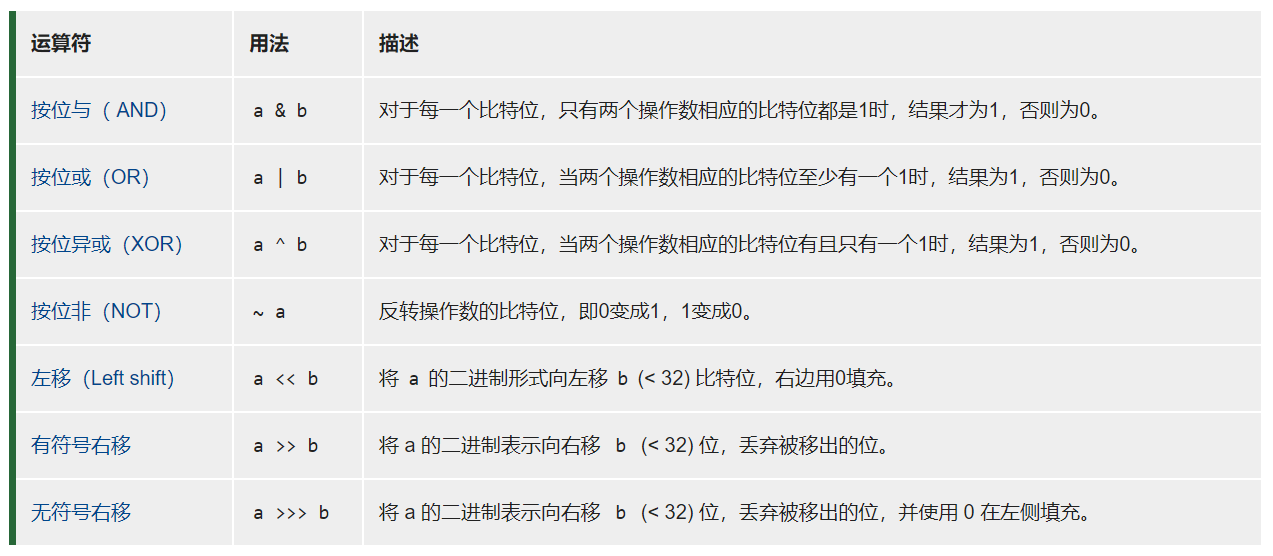 运算符 用法 描述
按位与（ AND） a & b 对于每一个比特位，只有两个操作数相应的比特位都是1时，结果才为1，否则为0。
按位或（OR） a | b 对于每一个比特位，当两个操作数相应的比特位至少有一个1时，结果为1，否则为0。
按位异或（XOR） a ^ b 对于每一个比特位，当两个操作数相应的比特位有且只有一个1时，结果为1，否则为0。
按位非（NOT） ~ a 反转操作数的比特位，即0变成1，1变成0。
左移（Left shift） a << b 将 a 的二进制形式向左移 b (< 32) 比特位，右边用0填充。
有符号右移 a >> b 将 a 的二进制表示向右移 b (< 32) 位，丢弃被移出的位。
无符号右移 a >>> b 将 a 的二进制表示向右移 b (< 32) 位，丢弃被移出的位，并使用 0 在左侧填充。